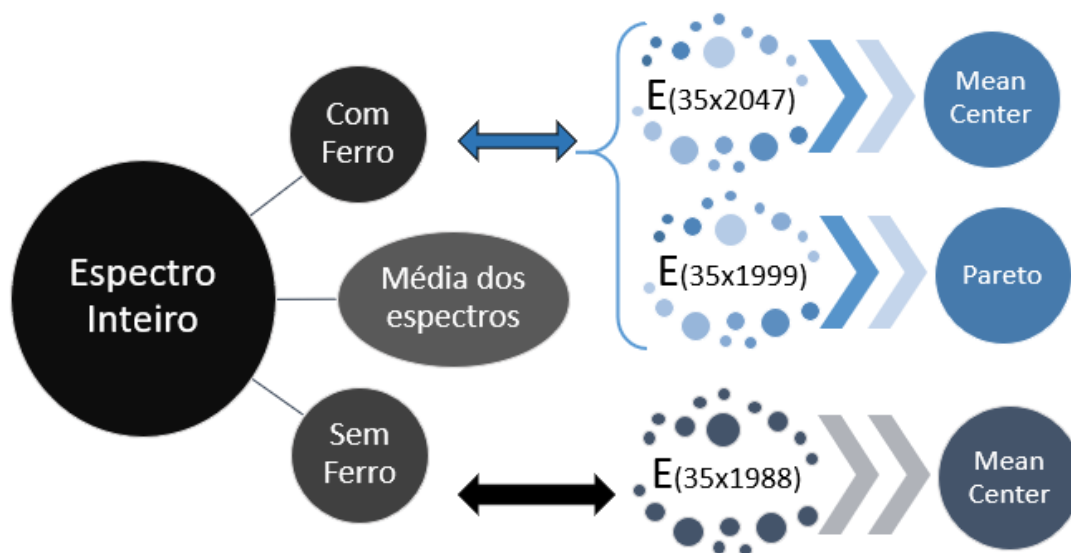 Espectro
Inteiro
Com
Ferro
Média dos
espectros
Sem
Ferro
E(35x2047)
Mean
Center
E(35x1999)
Pareto
E(35x1988)
Mean
Center